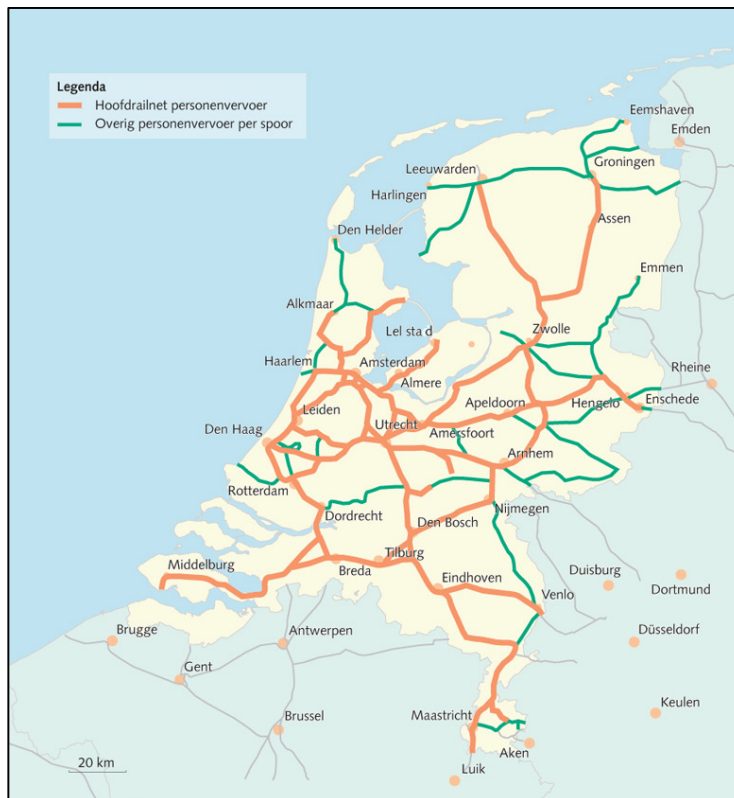 Legenda
Hoofdrailnet personenvervoer
Overig personenvervoer per spoor
Eemshaven
Emden
Groningen
Leeuwarden
Harlingen
Assen
Den Helder
Emmen
Alkmaar
Lel sta d
Zwolle
Haarlem
Amsterdam
Almere
Rheine
Apeldoorn
Hengelo
Enschede
Leiden
Utrecht
Amersfoort
Den Haag
Arnhem
Rotterdam
Dordrecht
Nijmegen
Den Bosch
Tilburg
Middelburg
Breda
Eindhoven
Duisburg
Dortmund
Venlo
Brugge
Antwerpen
Düsseldorf
Gent
Maastricht
Keulen
Brussel
Aken
20 km
Luik